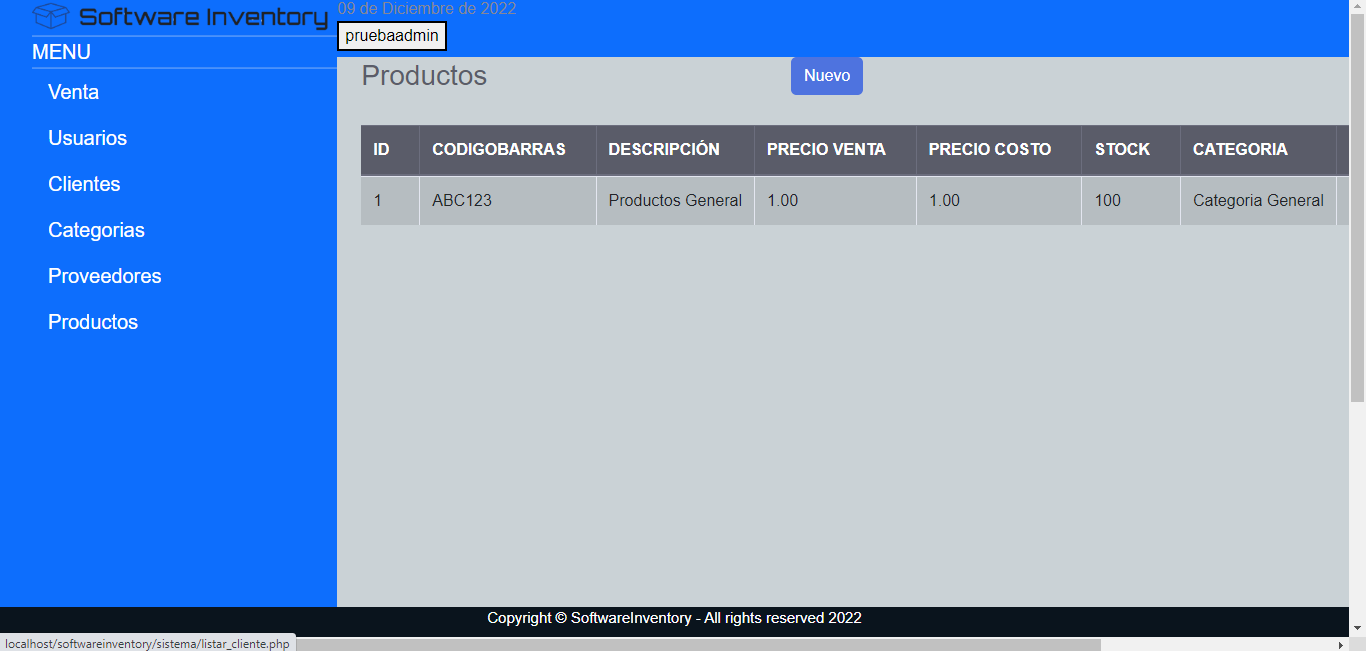 Software Inventory
09 de Diciembre de 2022
pruebaadmin
MENU
Venta
Usuarios
Clientes
Categorias
Proveedores
Productos
Productos
Nuevo
ID CODIGOBARRAS DESCRIPCIÓN PRECIO VENTA PRECIO COSTO STOCK CATEGORIA
1 ABC123 Productos General 1.00 1.00 100 Categoria General
Copyright © SoftwareInventory - All rights reserved 2022
localhost/softwareinventory/sistema/listar_cliente.php